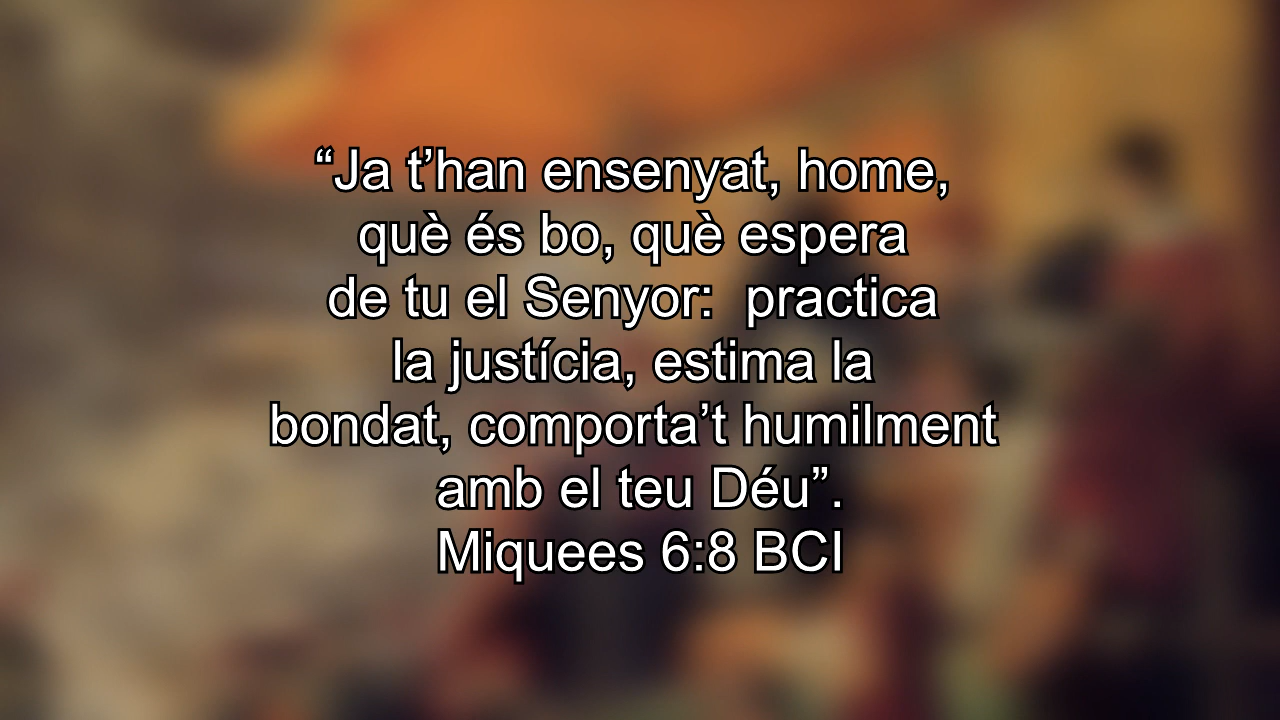 “Ja t’han ensenyat, home,
què és bo, què espera
de tu el Senyor:  practica
la justícia, estima la
bondat, comporta’t humilment
amb el teu Déu”.
Miquees 6:8 BCI